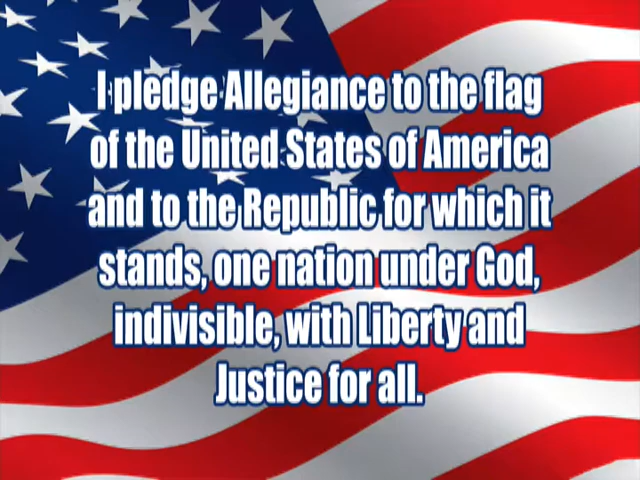 I pledge Allegiance to the flag
of the United States of America
and to the Republic for which it
stands, one nation under God,
indivisible, with Liberty and
Justice for all.